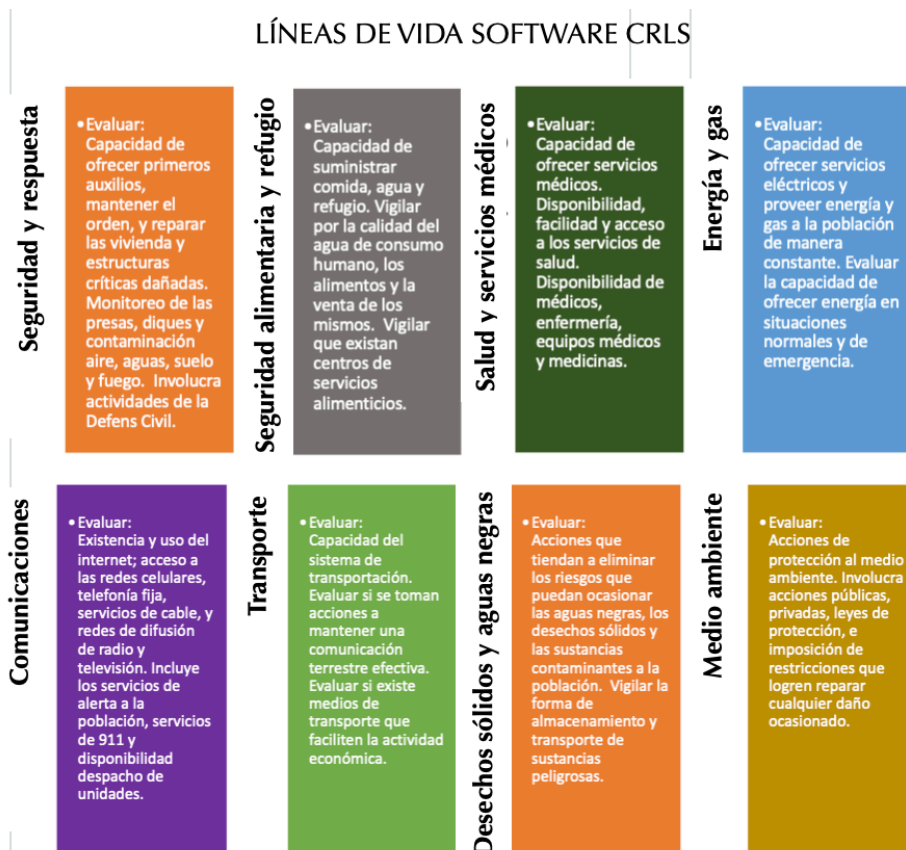 LÍNEAS DE VIDA SOFTWARE CRLS
Seguridad y respuesta
• Evaluar:
Capacidad de
ofrecer primeros
auxilios,
mantener el
orden, y reparar
las vivienda y
estructuras
críticas dañadas.
Monitoreo de las
presas, diques y
contaminación
aire, aguas, suelo
y fuego. Involucra
actividades de la
Defens Civil.
Seguridad alimentaria y refugio
• Evaluar:
Capacidad de
suministrar
comida, agua y
refugio. Vigilar
por la calidad del
agua de consumo
humano, los
alimentos y la
venta de los
mismos. Vigilar
que existan
centros de
servicios
alimenticios.
Salud y servicios médicos
• Evaluar:
Capacidad de
ofrecer servicios
médicos.
Disponibilidad,
facilidad y acceso
a los servicios de
salud.
Disponibilidad de
médicos,
enfermería,
equipos médicos
y medicinas.
Energía y gas
• Evaluar:
Capacidad de
ofrecer servicios
eléctricos y
proveer energía y
gas a la población
de manera
constante. Evaluar
la capacidad de
ofrecer energía en
situaciones
normales y de
emergencia.
Comunicaciones
• Evaluar:
Existencia y uso del
internet; acceso a
las redes celulares,
telefonía fija,
servicios de cable, y
redes de difusión
de radio y
televisión. Incluye
los servicios de
alerta a la
población, servicios
de 911 y
disponibilidad
despacho de
unidades.
Transporte
• Evaluar:
Capacidad del
sistema de
transportación.
Evaluar si se toman
acciones a
mantener una
comunicación
terrestre efectiva.
Evaluar si existe
medios de
transporte que
faciliten la actividad
económica.
Desechos sólidos y aguas negras
• Evaluar:
Acciones que
tiendan a eliminar
los riesgos que
puedan ocasionar
las aguas negras, los
desechos sólidos y
las sustancias
contaminantes a la
población. Vigilar la
forma de
almacenamiento y
transporte de
sustancias
peligrosas.
Medio ambiente
• Evaluar:
Acciones de
protección al medio
ambiente. Involucra
acciones públicas,
privadas, leyes de
protección, e
imposición de
restricciones que
logren reparar
cualquier daño
ocasionado.